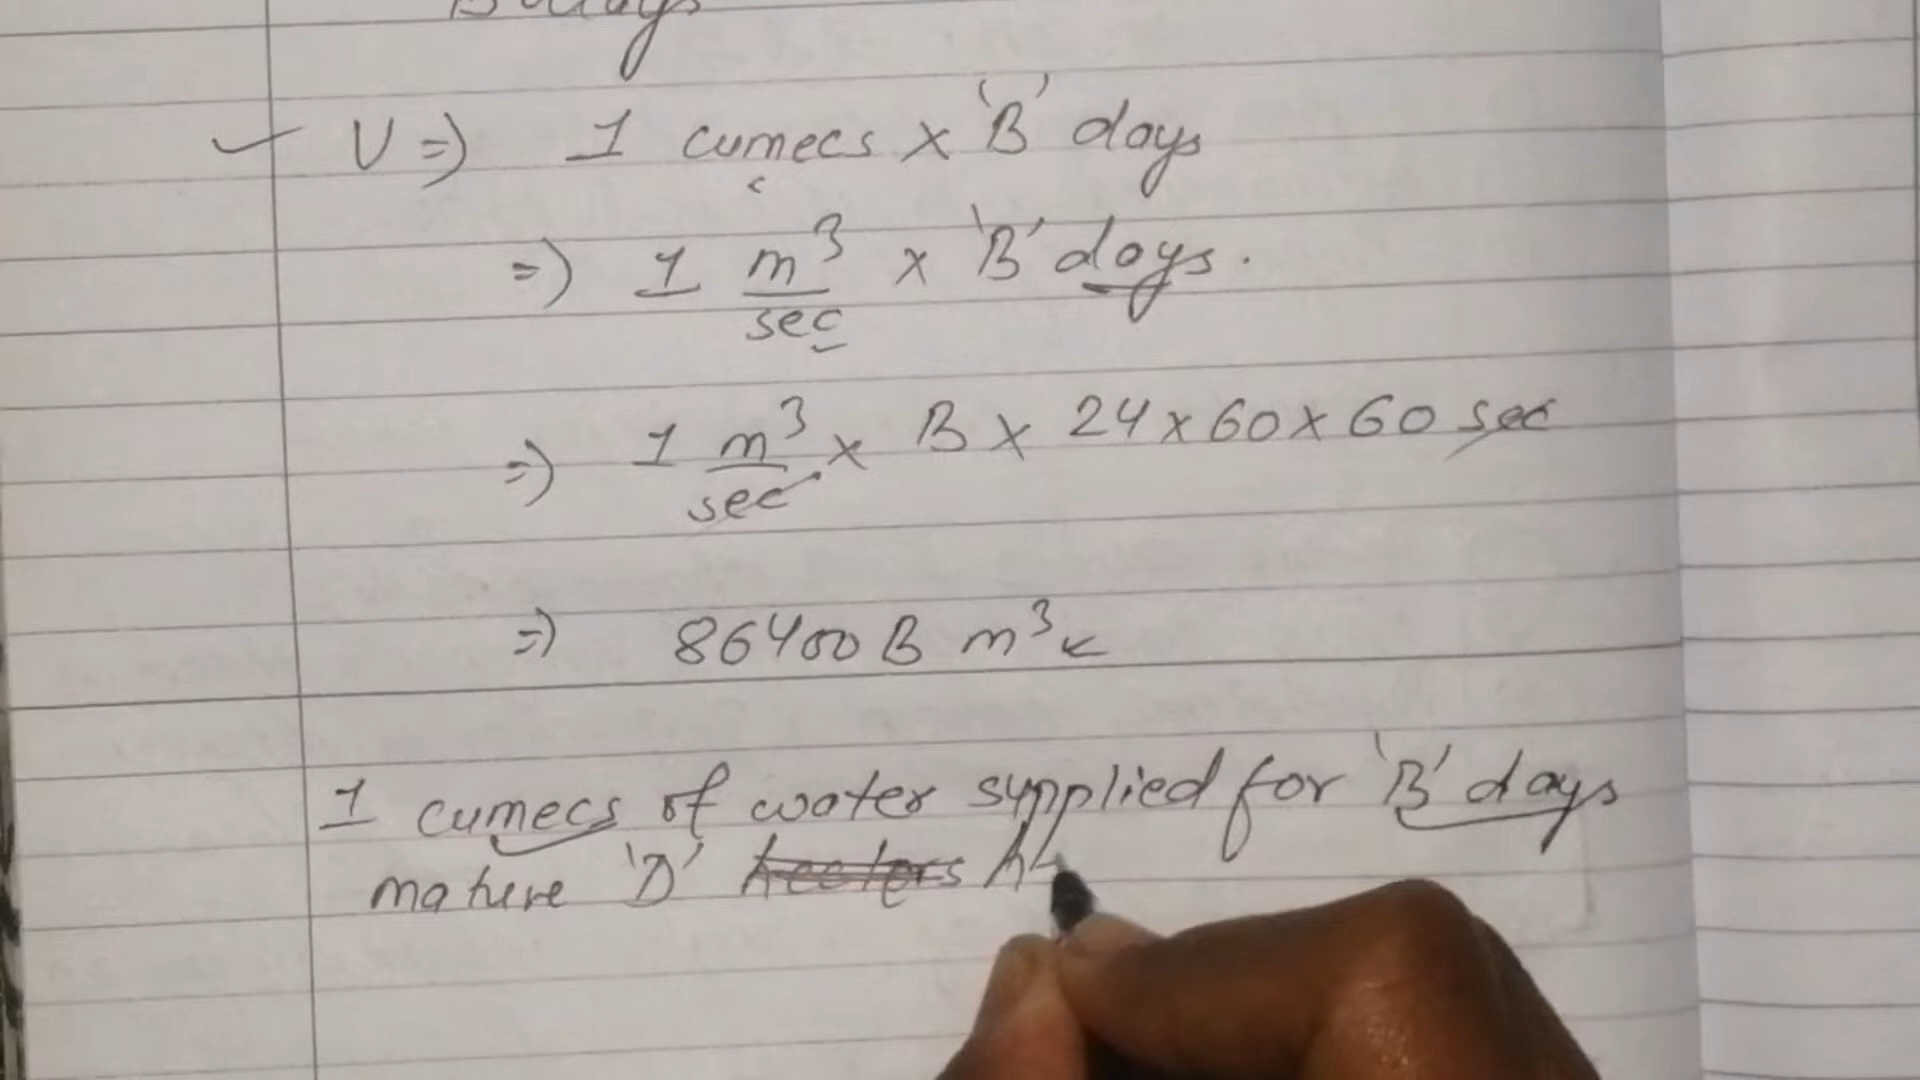 days
V => 1 cumecs x 'B' days
=> 1 m³/sec x 'B' days.
=> 1 m³/sec x B x 24 x 60 x 60 sec
=> 86400 B m³
1 cumecs of water supplied for 'B' days
mature 'D'